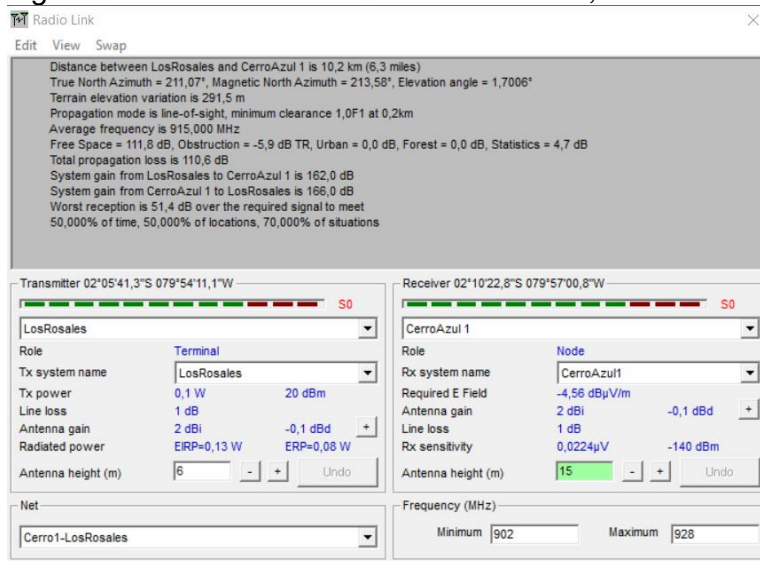 Radio Link
Edit View Swap
Distance between LosRosales and CerroAzul 1 is 10,2 km (6,3 miles)
True North Azimuth = 211,07°, Magnetic North Azimuth = 213,58°, Elevation angle = 1,7006°
Terrain elevation variation is 291,5 m
Propagation mode is line-of-sight, minimum clearance 1,0F1 at 0,2km
Average frequency is 915,000 MHz
Free Space = 111,8 dB, Obstruction = -5,9 dB TR, Urban = 0,0 dB, Forest = 0,0 dB, Statistics = 4,7 dB
Total propagation loss is 110,6 dB
System gain from LosRosales to CerroAzul 1 is 162,0 dB
System gain from CerroAzul 1 to LosRosales is 166,0 dB
Worst reception is 51,4 dB over the required signal to meet
50,000% of time, 50,000% of locations, 70,000% of situations
Transmitter 02°05'41,3"S 079°54'11,1"W
S0
LosRosales
Role Terminal
Tx system name LosRosales
Tx power 0,1 W 20 dBm
Line loss 1 dB
Antenna gain 2 dBi -0,1 dBd +
Radiated power EIRP=0,13 W ERP=0,08 W
Antenna height (m) 6 - + Undo
Net
Cerro1-LosRosales
Receiver 02°10'22,8"S 079°57'00,8"W
S0
CerroAzul 1
Role Node
Rx system name CerroAzul1
Required E Field -4,56 dBµV/m
Antenna gain 2 dBi -0,1 dBd +
Line loss 1 dB
Rx sensitivity 0,0224µV -140 dBm
Antenna height (m) 15 - + Undo
Frequency (MHz)
Minimum 902 Maximum 928